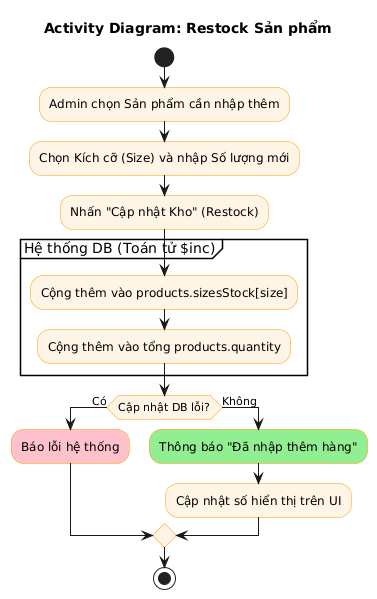 Activity Diagram: Restock Sản phẩm
Admin chọn Sản phẩm cần nhập thêm
Chọn Kích cỡ (Size) và nhập Số lượng mới
Nhấn "Cập nhật Kho" (Restock)
Hệ thống DB (Toán tử $inc)
Cộng thêm vào products.sizesStock[size]
Cộng thêm vào tổng products.quantity
Có
Cập nhật DB lỗi?
Không
Báo lỗi hệ thống
Thông báo "Đã nhập thêm hàng"
Cập nhật số hiển thị trên UI